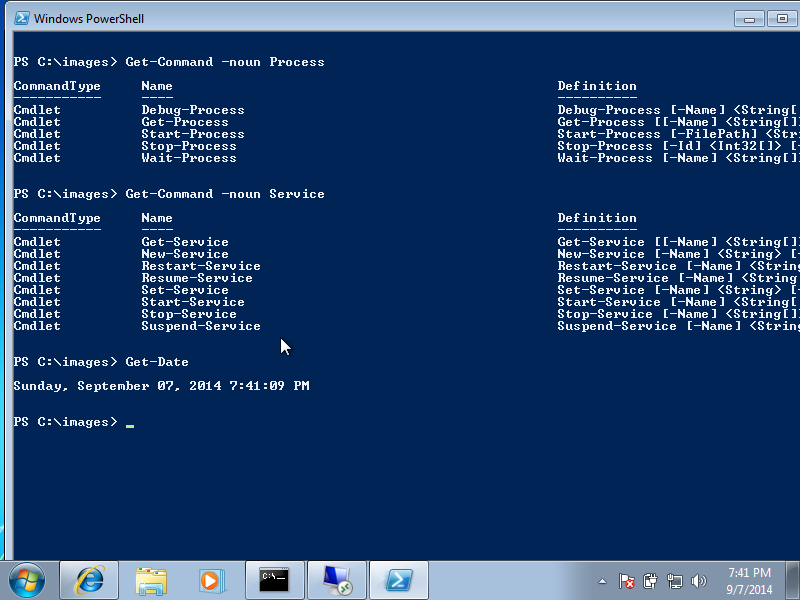 Windows PowerShell
PS C:\images> Get-Command -noun Process
CommandType Name Definition
----------- ---- ----------
Cmdlet Debug-Process Debug-Process [-Name] <String[
Cmdlet Get-Process Get-Process [[-Name] <String[]
Cmdlet Start-Process Start-Process [-FilePath] <Str
Cmdlet Stop-Process Stop-Process [-Id] <Int32[]> [-
Cmdlet Wait-Process Wait-Process [-Name] <String[]
PS C:\images> Get-Command -noun Service
CommandType Name Definition
----------- ---- ----------
Cmdlet Get-Service Get-Service [[-Name] <String[]
Cmdlet New-Service New-Service [-Name] <String> [-
Cmdlet Restart-Service Restart-Service [-Name] <String
Cmdlet Resume-Service Resume-Service [-Name] <String[
Cmdlet Set-Service Set-Service [-Name] <String> [-
Cmdlet Start-Service Start-Service [-Name] <String[
Cmdlet Stop-Service Stop-Service [-Name] <String[]
Cmdlet Suspend-Service Suspend-Service [-Name] <String
PS C:\images> Get-Date
Sunday, September 07, 2014 7:41:09 PM
PS C:\images> _
C:\_
7:41 PM
9/7/2014